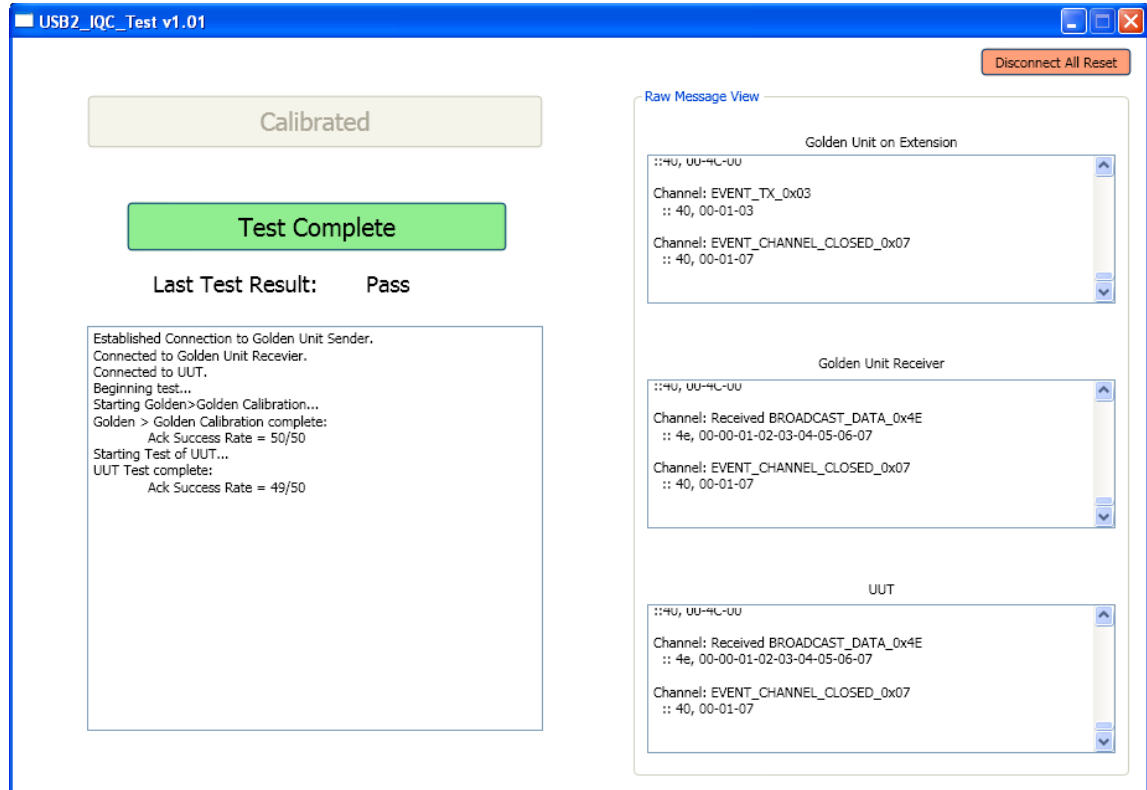 USB2_IQC_Test v1.01
Disconnect All Reset
Calibrated
Test Complete
Last Test Result: Pass
Established Connection to Golden Unit Sender.
Connected to Golden Unit Recevier.
Connected to UUT.
Beginning test...
Starting Golden>Golden Calibration...
Golden > Golden Calibration complete:
Ack Success Rate = 50/50
Starting Test of UUT...
UUT Test complete:
Ack Success Rate = 49/50
Raw Message View
Golden Unit on Extension
::40, 00-4C-00
Channel: EVENT_TX_0x03
:: 40, 00-01-03
Channel: EVENT_CHANNEL_CLOSED_0x07
:: 40, 00-01-07
Golden Unit Receiver
::40, 00-4C-00
Channel: Received BROADCAST_DATA_0x4E
:: 4e, 00-00-01-02-03-04-05-06-07
Channel: EVENT_CHANNEL_CLOSED_0x07
:: 40, 00-01-07
UUT
::40, 00-4C-00
Channel: Received BROADCAST_DATA_0x4E
:: 4e, 00-00-01-02-03-04-05-06-07
Channel: EVENT_CHANNEL_CLOSED_0x07
:: 40, 00-01-07